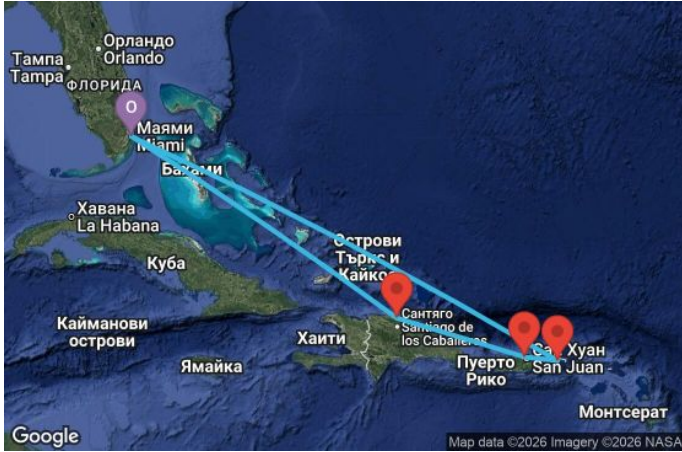 Орландо
Orlando
Тампа
Tampa
ФЛОРИДА
O
Маями
Miami
Бахами
Хавана
La Habana
Острови
Търкс и
Кайкос
Куба
Сантяго
Santiago de
los Caballeros
Кайманови
острови
Хаити
Ямайка
Пуерто
Рико
Сан Хуан
San Juan
Монтсерат
Google
Map data ©2026 Imagery ©2026 NASA